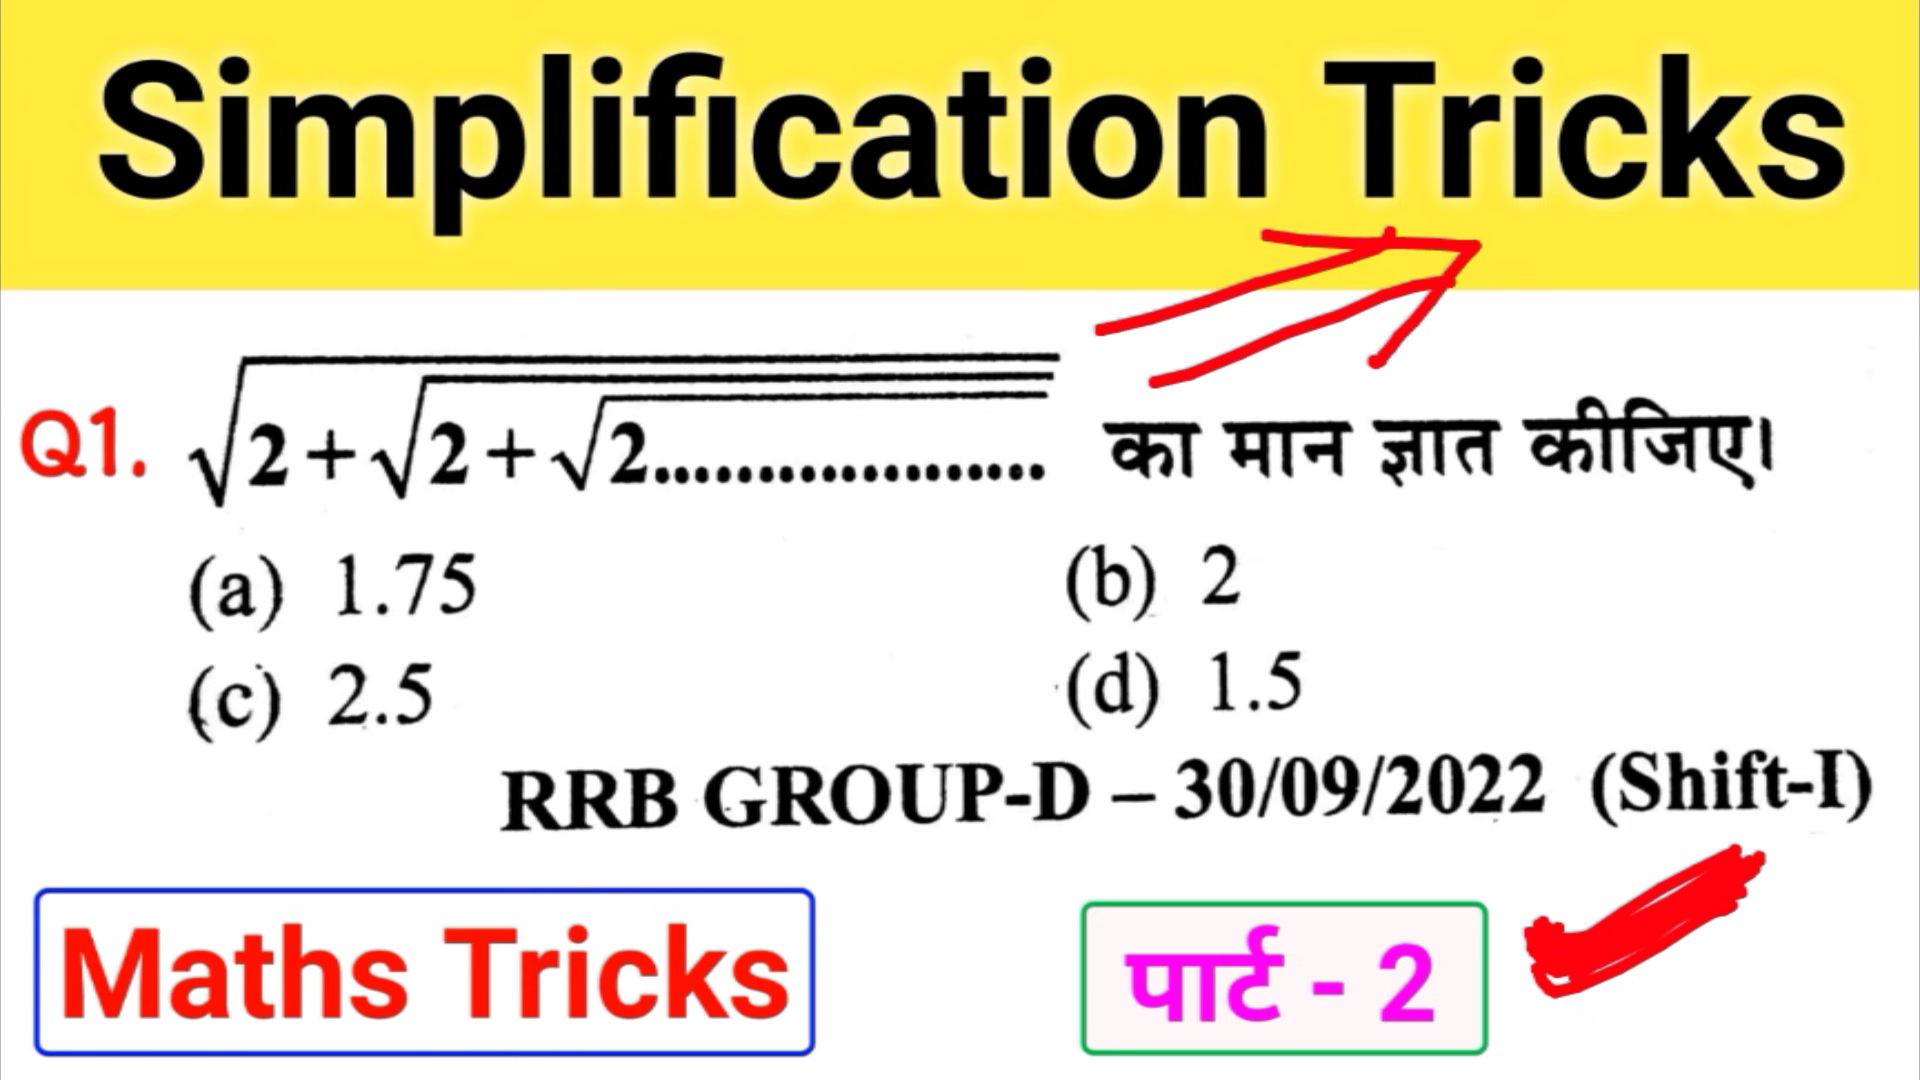 Simplification Tricks
Q1. √2 + √2 + √2................... का मान ज्ञात कीजिए।
(a) 1.75 (b) 2
(c) 2.5 (d) 1.5
RRB GROUP-D – 30/09/2022 (Shift-I)
Maths Tricks पार्ट - 2